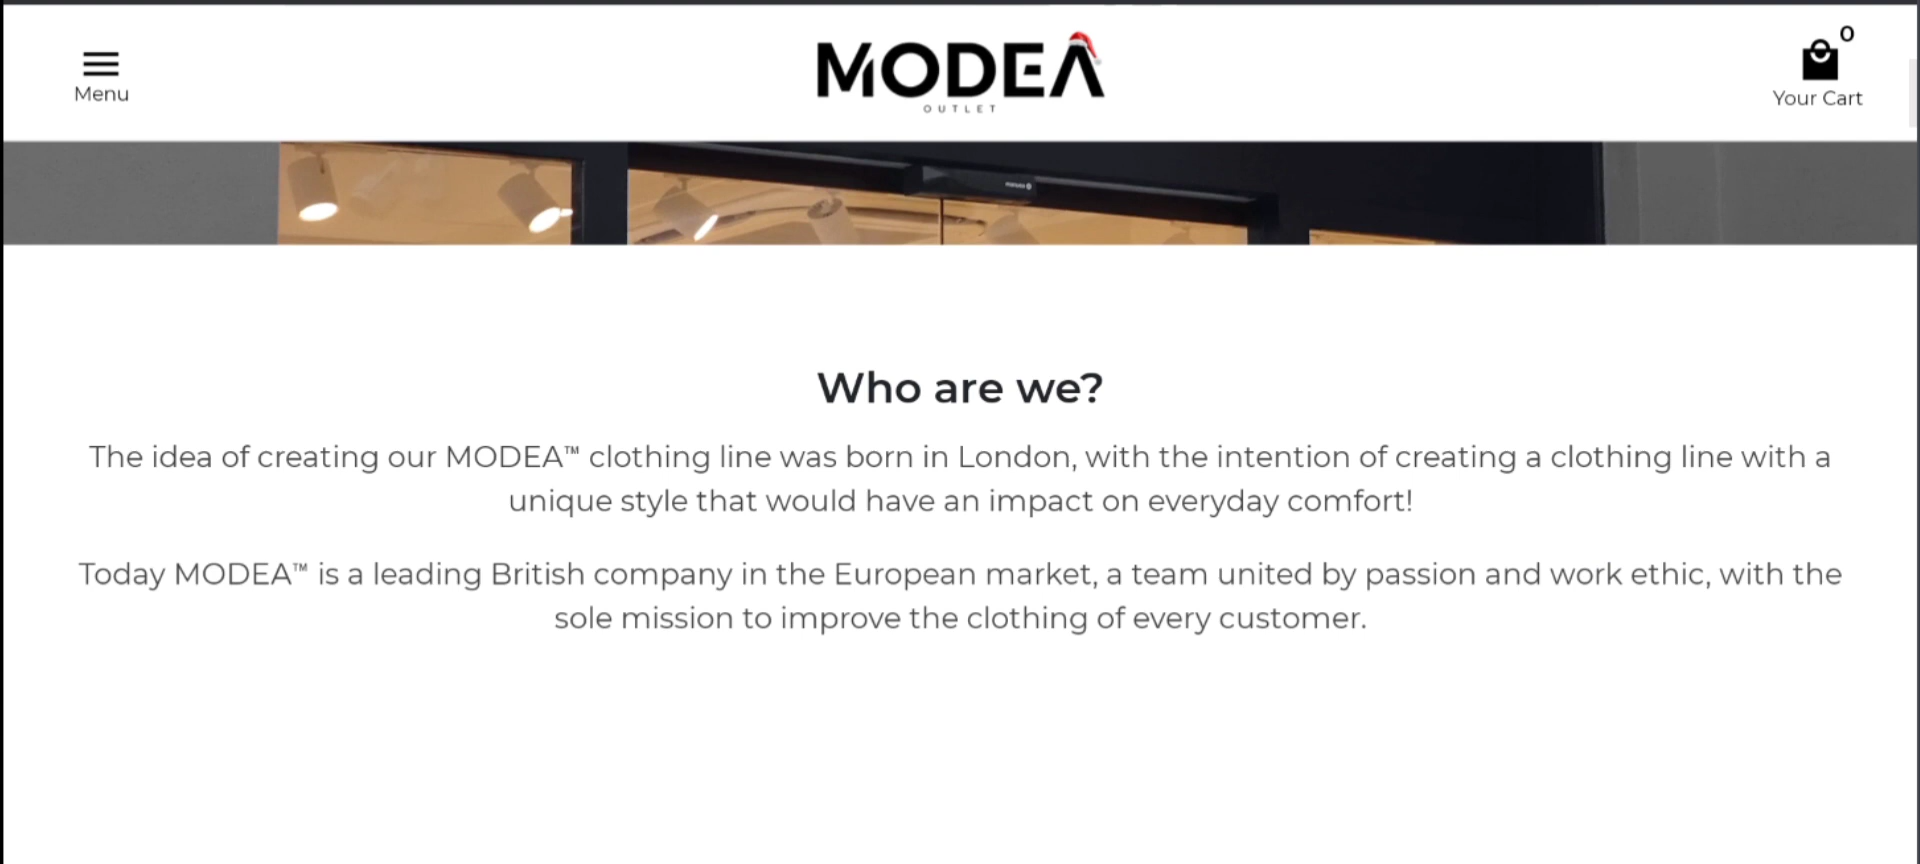 0
Menu
MODEA
OUTLET
Your Cart
Who are we?
The idea of creating our MODEA™ clothing line was born in London, with the intention of creating a clothing line with a
unique style that would have an impact on everyday comfort!
Today MODEA™ is a leading British company in the European market, a team united by passion and work ethic, with the
sole mission to improve the clothing of every customer.